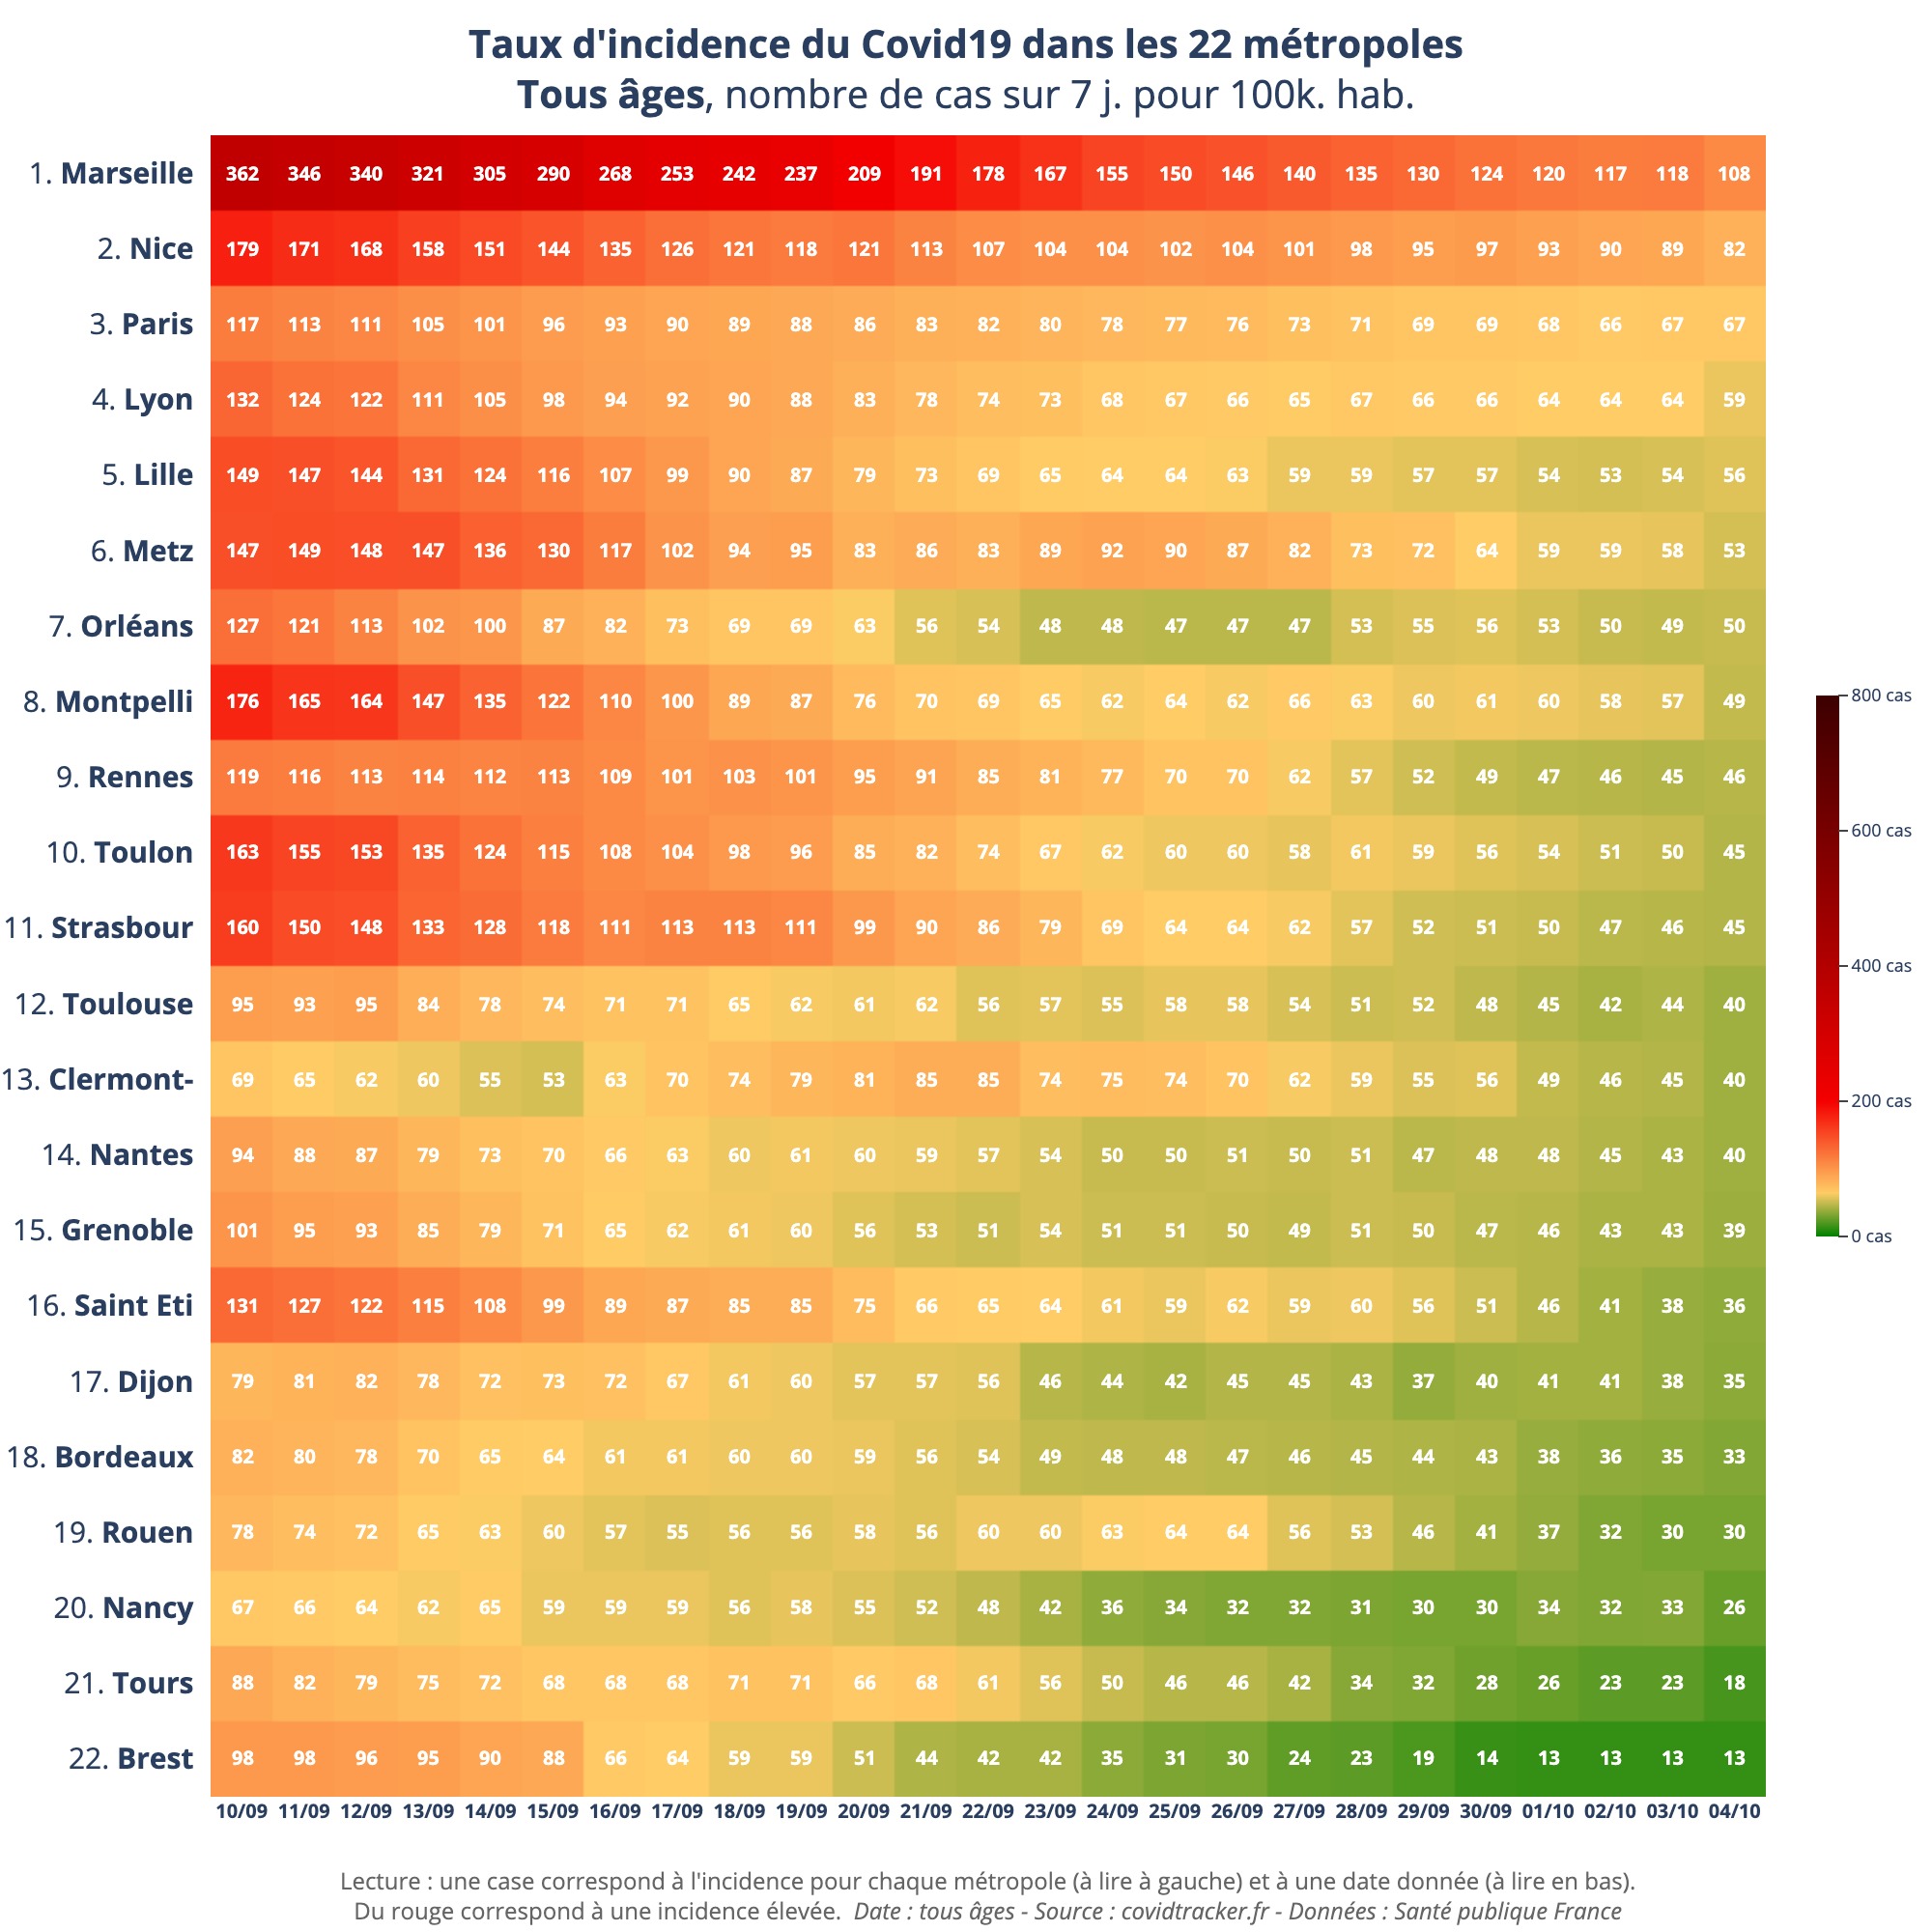 Taux d'incidence du Covid19 dans les 22 métropoles
Tous âges, nombre de cas sur 7 j. pour 100k. hab.
1. Marseille 362 346 340 321 305 290 268 253 242 237 209 191 178 167 155 150 146 140 135 130 124 120 117 118 108
2. Nice 179 171 168 158 151 144 135 126 121 118 121 113 107 104 104 102 104 101 98 95 97 93 90 89 82
3. Paris 117 113 111 105 101 96 93 90 89 88 86 83 82 80 78 77 76 73 71 69 69 68 66 67 67
4. Lyon 132 124 122 111 105 98 94 92 90 88 83 78 74 73 68 67 66 65 67 66 66 64 64 64 59
5. Lille 149 147 144 131 124 116 107 99 90 87 79 73 69 65 64 64 63 59 59 57 57 54 53 54 56
6. Metz 147 149 148 147 136 130 117 102 94 95 83 86 83 89 92 90 87 82 73 72 64 59 59 58 53
7. Orléans 127 121 113 102 100 87 82 73 69 69 63 56 54 48 48 47 47 47 53 55 56 53 50 49 50
8. Montpelli 176 165 164 147 135 122 110 100 89 87 76 70 69 65 62 64 62 66 63 60 61 60 58 57 49
800 cas
9. Rennes 119 116 113 114 112 113 109 101 103 101 95 91 85 81 77 70 70 62 57 52 49 47 46 45 46
600 cas
10. Toulon 163 155 153 135 124 115 108 104 98 96 85 82 74 67 62 60 60 58 61 59 56 54 51 50 45
11. Strasbour 160 150 148 133 128 118 111 113 113 111 99 90 86 79 69 64 64 62 57 52 51 50 47 46 45
400 cas
12. Toulouse 95 93 95 84 78 74 71 71 65 62 61 62 56 57 55 58 58 54 51 52 48 45 42 44 40
13. Clermont- 69 65 62 60 55 53 63 70 74 79 81 85 85 74 75 74 70 62 59 55 56 49 46 45 40
200 cas
14. Nantes 94 88 87 79 73 70 66 63 60 61 60 59 57 54 50 50 51 50 51 47 48 48 45 43 40
15. Grenoble 101 95 93 85 79 71 65 62 61 60 56 53 51 54 51 51 50 49 51 50 47 46 43 43 39
0 cas
16. Saint Eti 131 127 122 115 108 99 89 87 85 85 75 66 65 64 61 59 62 59 60 56 51 46 41 38 36
17. Dijon 79 81 82 78 72 73 72 67 61 60 57 57 56 46 44 42 45 45 43 37 40 41 41 38 35
18. Bordeaux 82 80 78 70 65 64 61 61 60 60 59 56 54 49 48 48 47 46 45 44 43 38 36 35 33
19. Rouen 78 74 72 65 63 60 57 55 56 56 58 56 60 60 63 64 64 56 53 46 41 37 32 30 30
20. Nancy 67 66 64 62 65 59 59 59 56 58 55 52 48 42 36 34 32 32 31 30 30 34 32 33 26
21. Tours 88 82 79 75 72 68 68 68 71 71 66 68 61 56 50 46 46 42 34 32 28 26 23 23 18
22. Brest 98 98 96 95 90 88 66 64 59 59 51 44 42 42 35 31 30 24 23 19 14 13 13 13 13
10/09 11/09 12/09 13/09 14/09 15/09 16/09 17/09 18/09 19/09 20/09 21/09 22/09 23/09 24/09 25/09 26/09 27/09 28/09 29/09 30/09 01/10 02/10 03/10 04/10
Lecture : une case correspond à l'incidence pour chaque métropole (à lire à gauche) et à une date donnée (à lire en bas).
Du rouge correspond à une incidence élevée. Date : tous âges - Source : covidtracker.fr - Données : Santé publique France